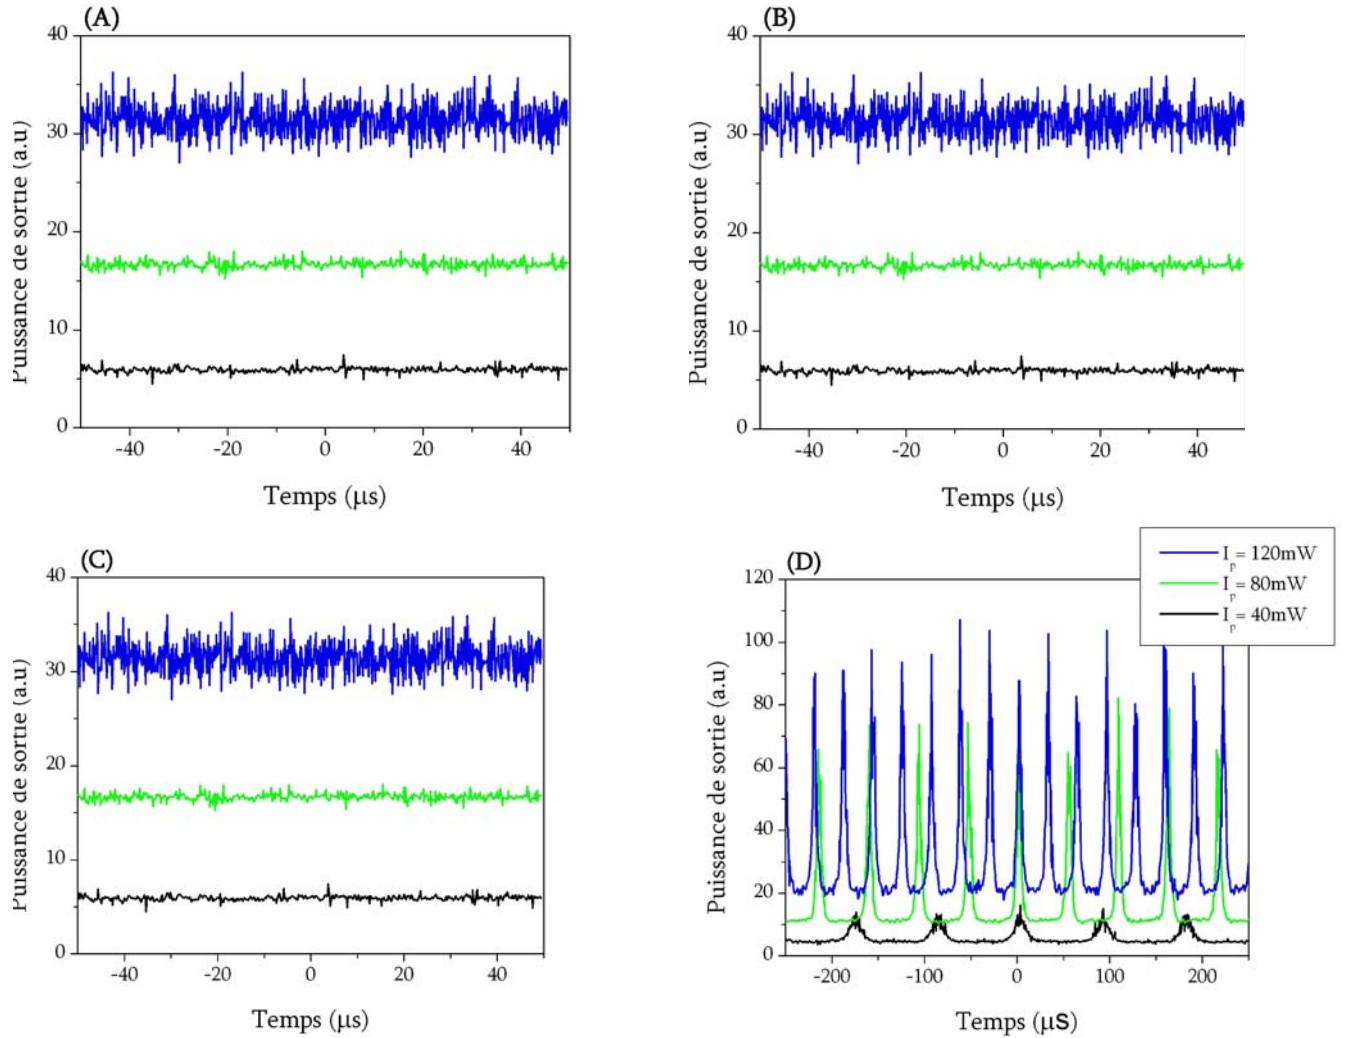 (A)
40
30
20
10
0
Puissance de sortie (a.u)
-40 -20 0 20 40
Temps (μs)
(B)
40
30
20
10
0
Puissance de sortie (a.u)
-40 -20 0 20 40
Temps (μs)
(C)
40
30
20
10
0
Puissance de sortie (a.u)
-40 -20 0 20 40
Temps (μs)
(D)
I_p = 120mW
I_p = 80mW
I_p = 40mW
120
100
80
60
40
20
0
Puissance de sortie (a.u)
-200 -100 0 100 200
Temps (μs)